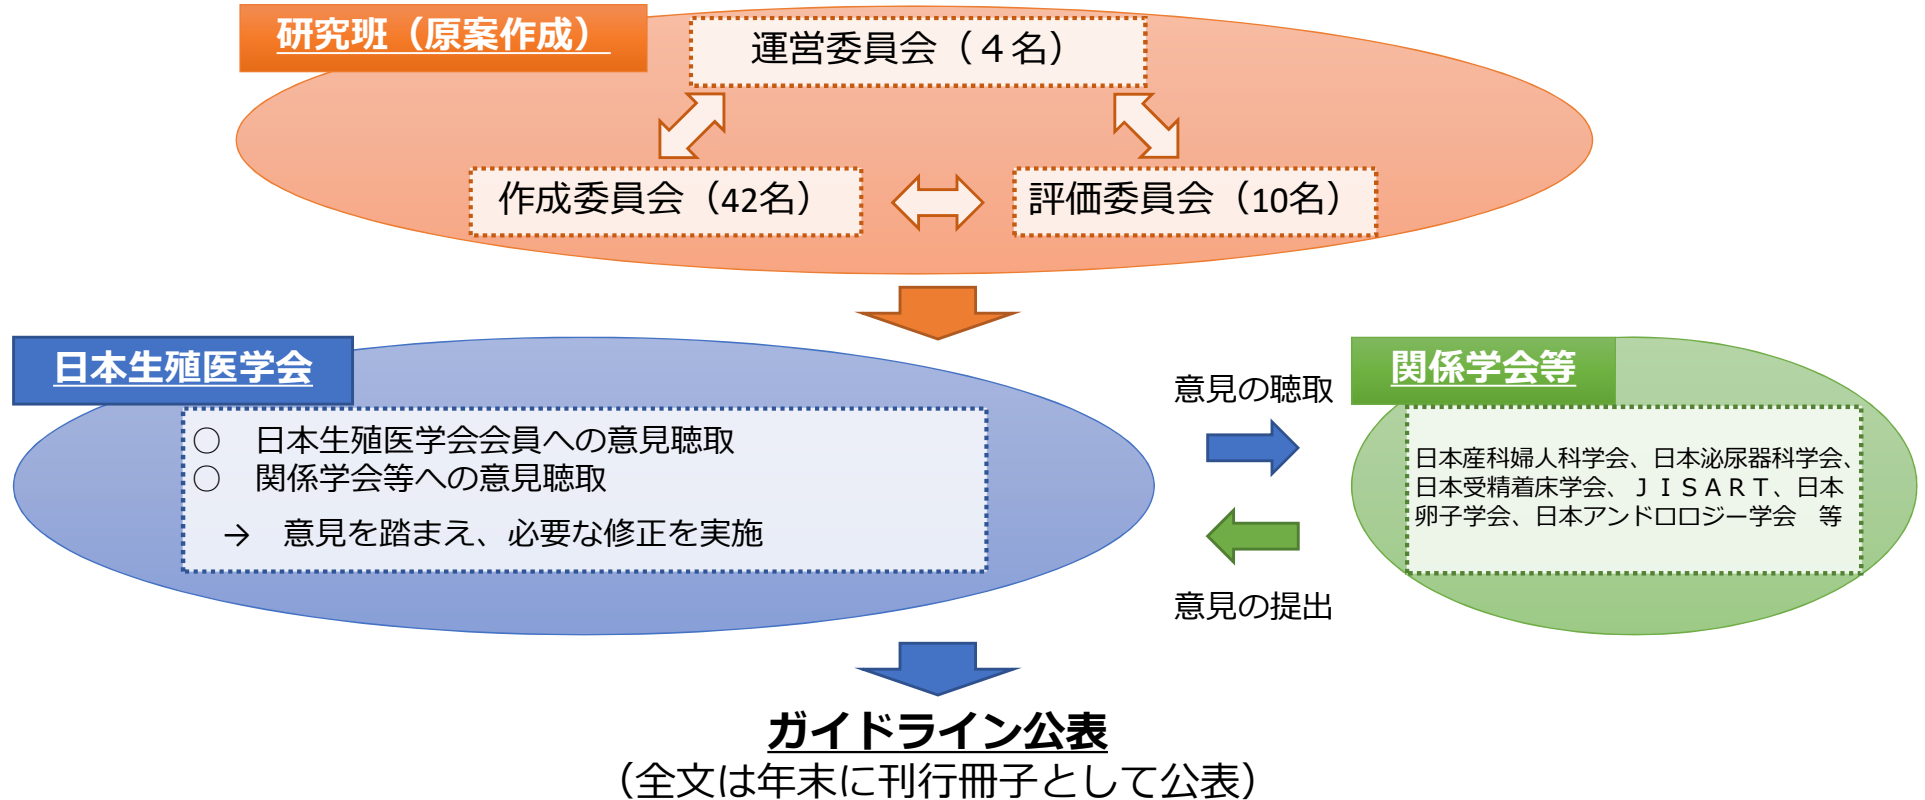 研究班（原案作成）
運営委員会（４名）
作成委員会（42名）
評価委員会（10名）
日本生殖医学会
○　日本生殖医学会会員への意見聴取
○　関係学会等への意見聴取
→　意見を踏まえ、必要な修正を実施
意見の聴取
意見の提出
関係学会等
日本産科婦人科学会、日本泌尿器科学会、
日本受精着床学会、ＪＩＳＡＲＴ、日本
卵子学会、日本アンドロロジー学会　等
ガイドライン公表
（全文は年末に刊行冊子として公表）